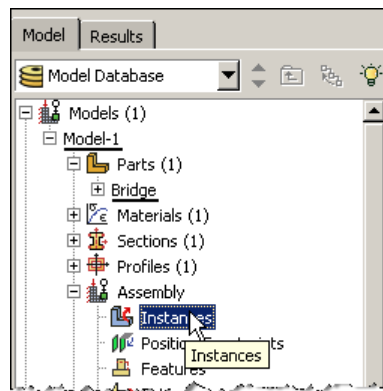 Model Results
Model Database
Models (1)
Model-1
Parts (1)
Bridge
Materials (1)
Sections (1)
Profiles (1)
Assembly
Instances
Instances
Features